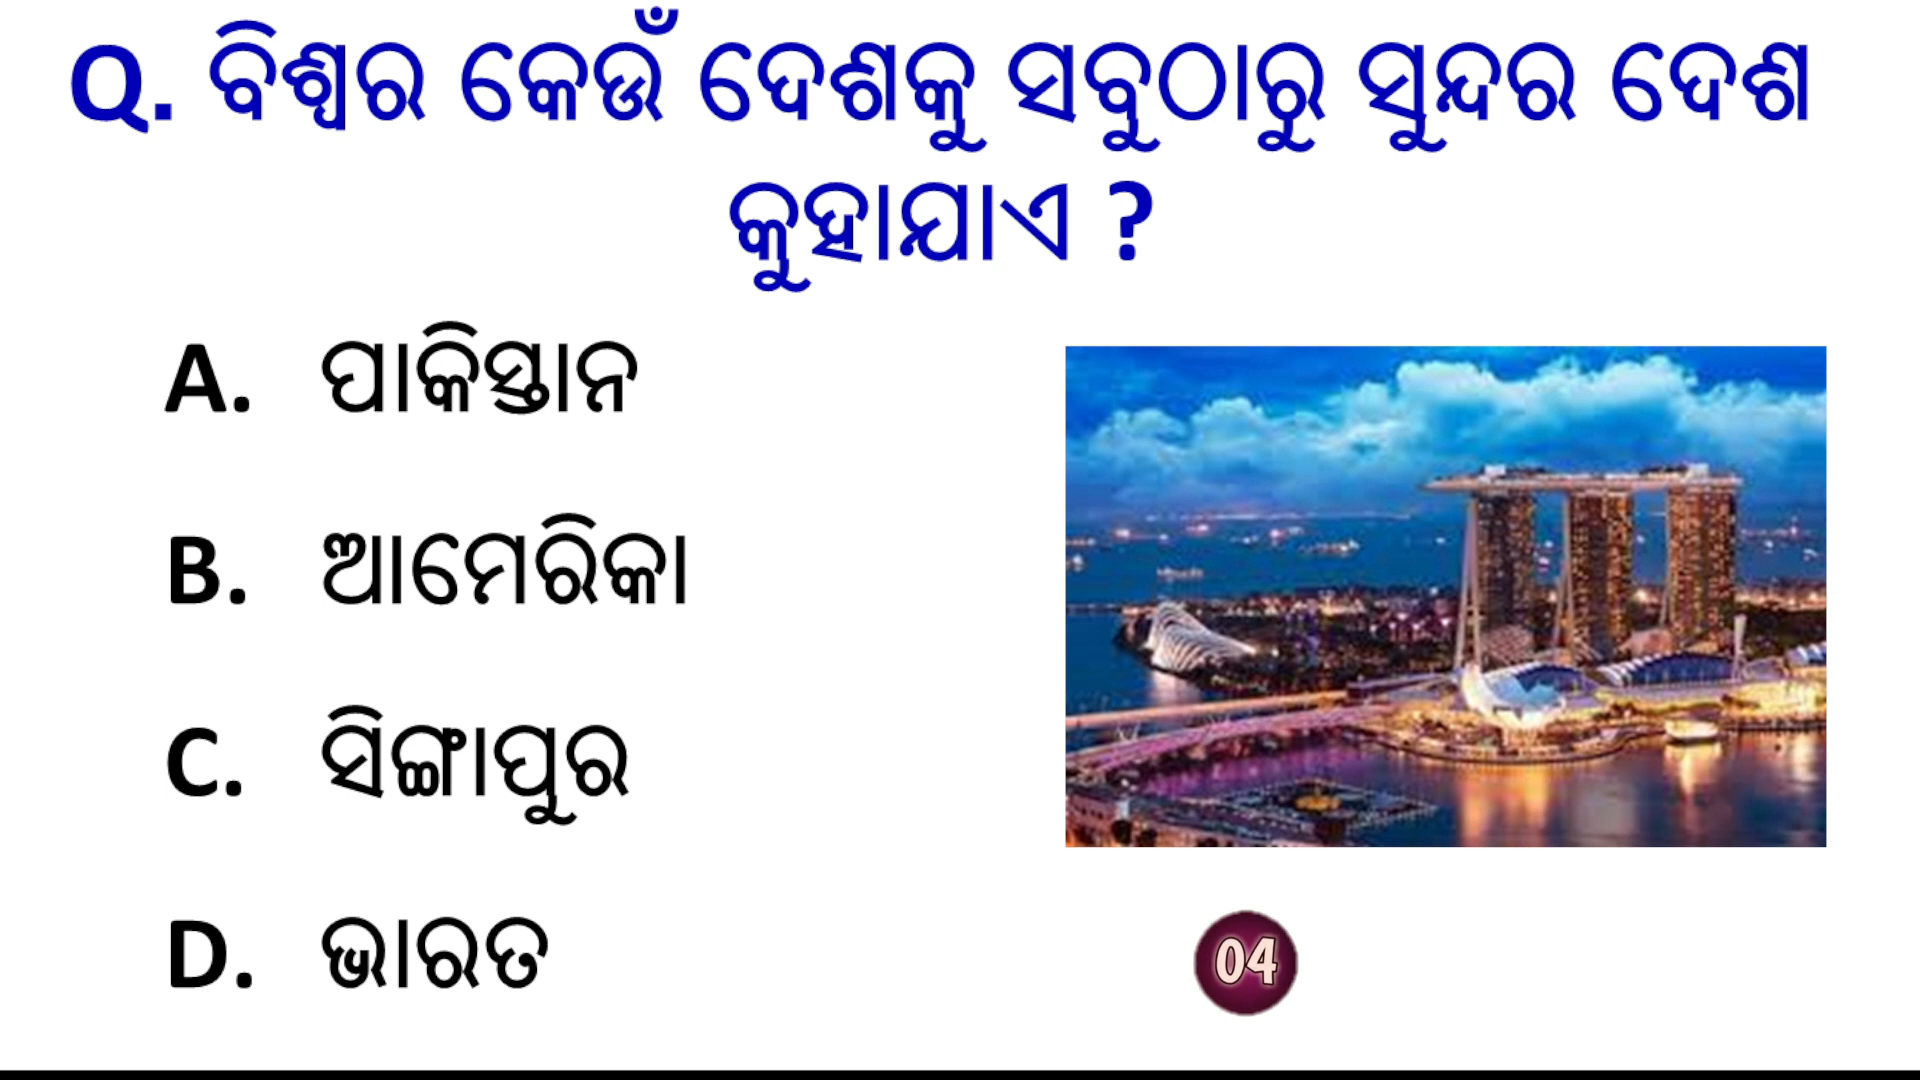 Q. ବିଶ୍ୱର କେଉଁ ଦେଶକୁ ସବୁଠାରୁ ସୁନ୍ଦର ଦେଶ
କୁହାଯାଏ ?
A. ପାକିସ୍ତାନ
B. ଆମେରିକା
C. ସିଙ୍ଗାପୁର
D. ଭାରତ
04